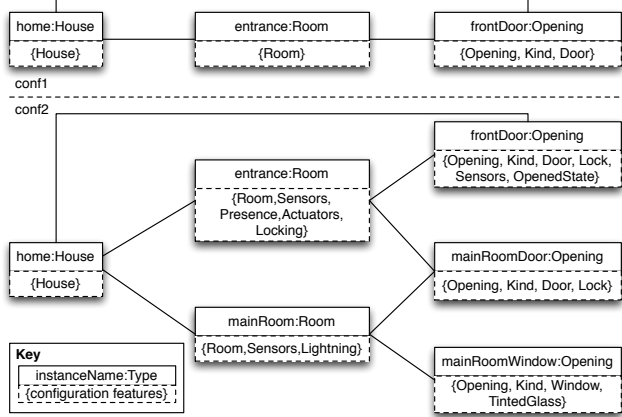 home:House
{House}
entrance:Room
{Room}
frontDoor:Opening
{Opening, Kind, Door}
conf1
conf2
frontDoor:Opening
{Opening, Kind, Door, Lock,
Sensors, OpenedState}
entrance:Room
{Room,Sensors,
Presence,Actuators,
Locking}
home:House
{House}
mainRoomDoor:Opening
{Opening, Kind, Door, Lock}
mainRoom:Room
{Room,Sensors,Lightning}
mainRoomWindow:Opening
{Opening, Kind, Window,
TintedGlass}
Key
instanceName:Type
{configuration features}